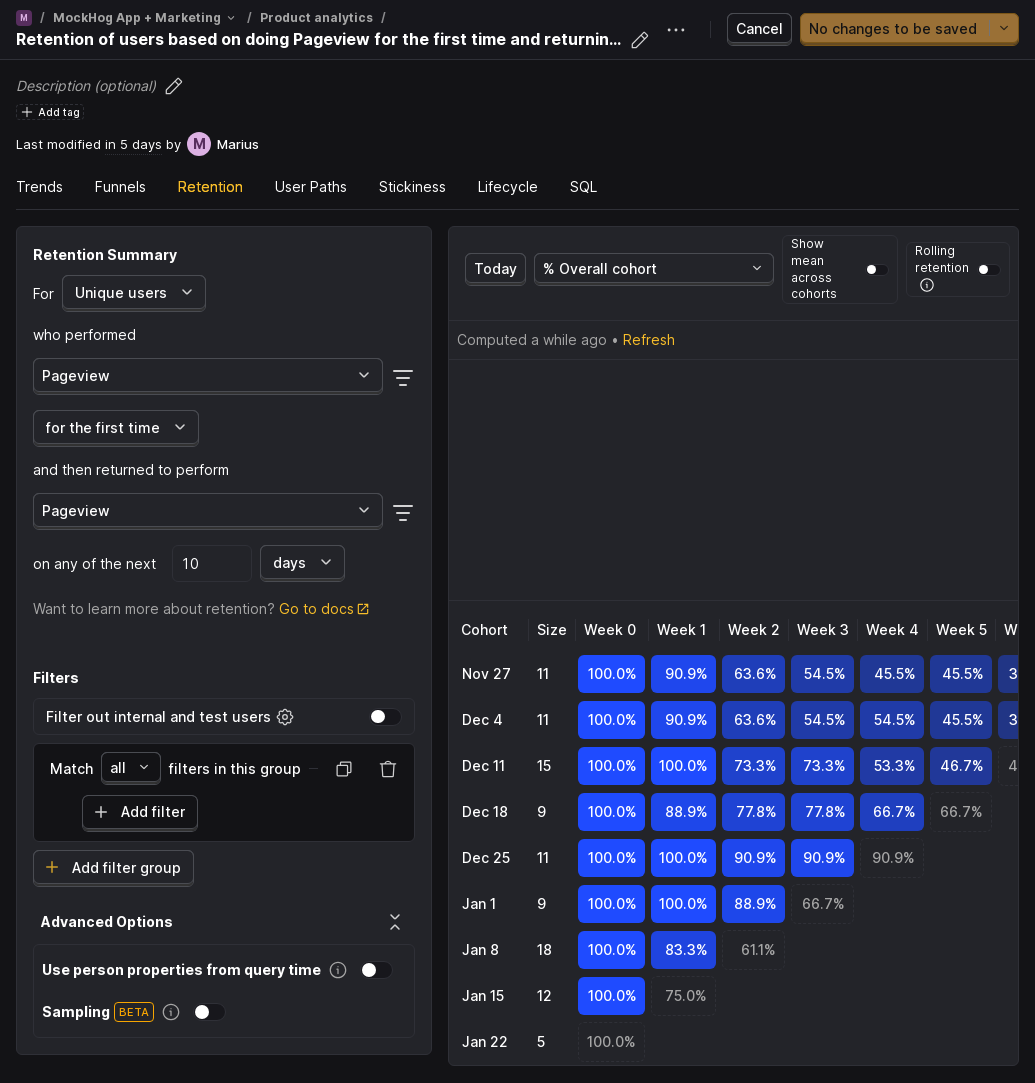 M / MockHog App + Marketing / Product analytics /
Retention of users based on doing Pageview for the first time and returnin...
Cancel
No changes to be saved
Description (optional)
Add tag
Last modified in 5 days by M Marius
Trends Funnels Retention User Paths Stickiness Lifecycle SQL
Retention Summary
For Unique users
who performed
Pageview
for the first time
and then returned to perform
Pageview
on any of the next 10 days
Want to learn more about retention? Go to docs
Filters
Filter out internal and test users
Match all filters in this group
Add filter
Add filter group
Advanced Options
Use person properties from query time
Sampling BETA
Today
% Overall cohort
Show
mean
across
cohorts
Rolling
retention
Computed a while ago • Refresh
Cohort Size Week 0 Week 1 Week 2 Week 3 Week 4 Week 5 W
Nov 27 11 100.0% 90.9% 63.6% 54.5% 45.5% 45.5% 3
Dec 4 11 100.0% 90.9% 63.6% 54.5% 54.5% 45.5% 3
Dec 11 15 100.0% 100.0% 73.3% 73.3% 53.3% 46.7% 4
Dec 18 9 100.0% 88.9% 77.8% 77.8% 66.7% 66.7%
Dec 25 11 100.0% 100.0% 90.9% 90.9% 90.9%
Jan 1 9 100.0% 100.0% 88.9% 66.7%
Jan 8 18 100.0% 83.3% 61.1%
Jan 15 12 100.0% 75.0%
Jan 22 5 100.0%